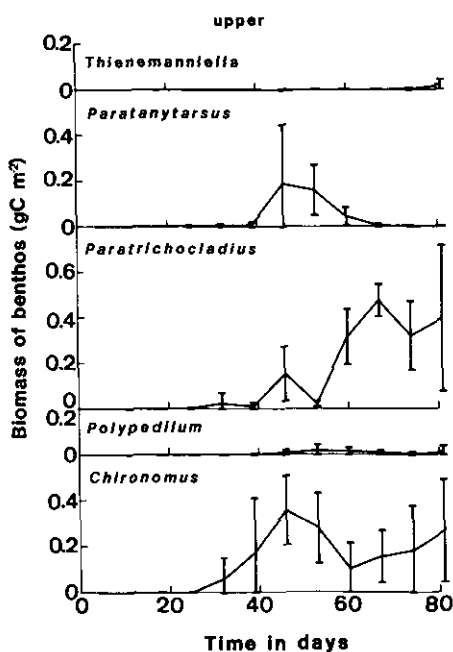 upper
0.2
Thienemanniella
0
Paratanytarsus
0.4
0.2
0
Paratrichocladius
0.6
0.4
0.2
0
0.2
Polypedilum
0
Chironomus
0.4
0.2
0
0 20 40 60 80
Time in days
Biomass of benthos (gC m⁻²)